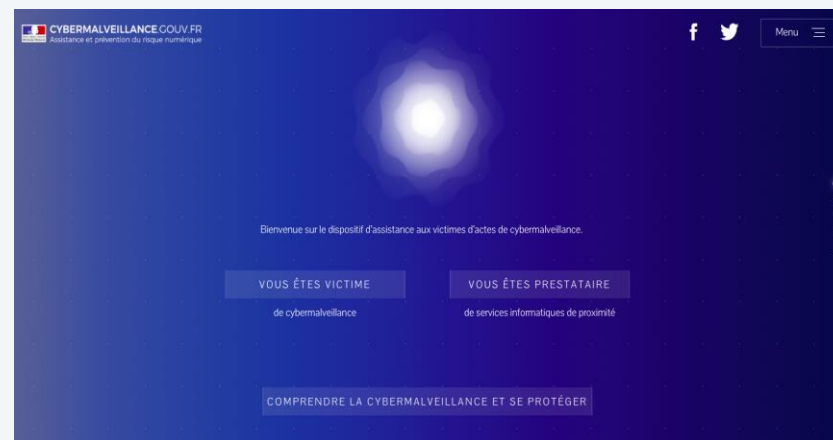 CYBERMALVEILLANCE.GOUV.FR
Assistance et prévention du risque numérique
Menu
Bienvenue sur le dispositif d'assistance aux victimes d'actes de cybermalveillance.
VOUS ÊTES VICTIME
de cybermalveillance
VOUS ÊTES PRESTATAIRE
de services informatiques de proximité
COMPRENDRE LA CYBERMALVEILLANCE ET SE PROTÉGER